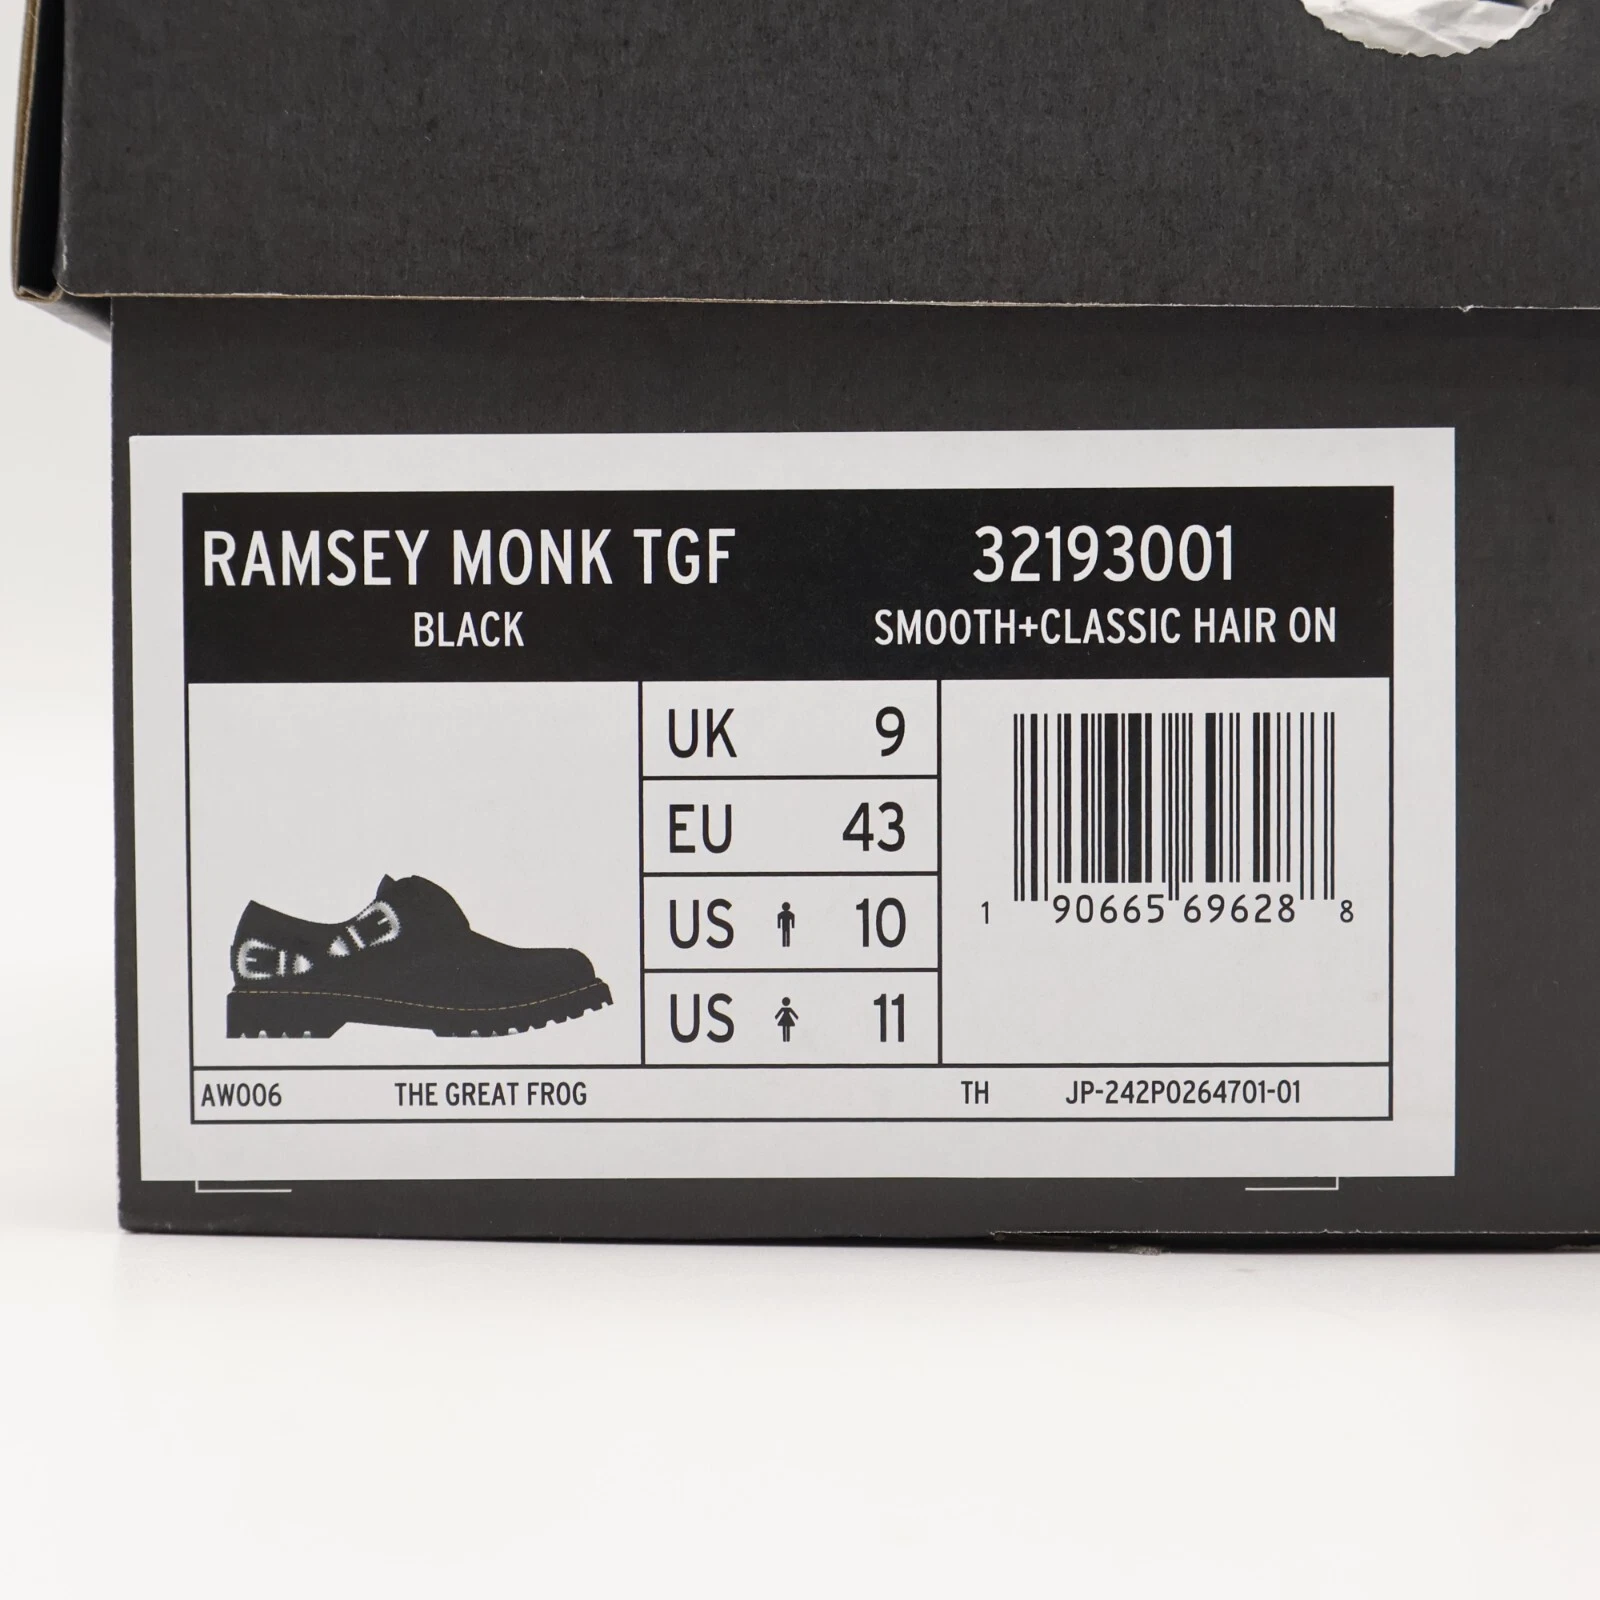 RAMSEY MONK TGF 32193001
BLACK SMOOTH+CLASSIC HAIR ON
UK 9
EU 43
US 10
US 11
1 90665 69628 8
AW006 THE GREAT FROG TH JP-242P0264701-01